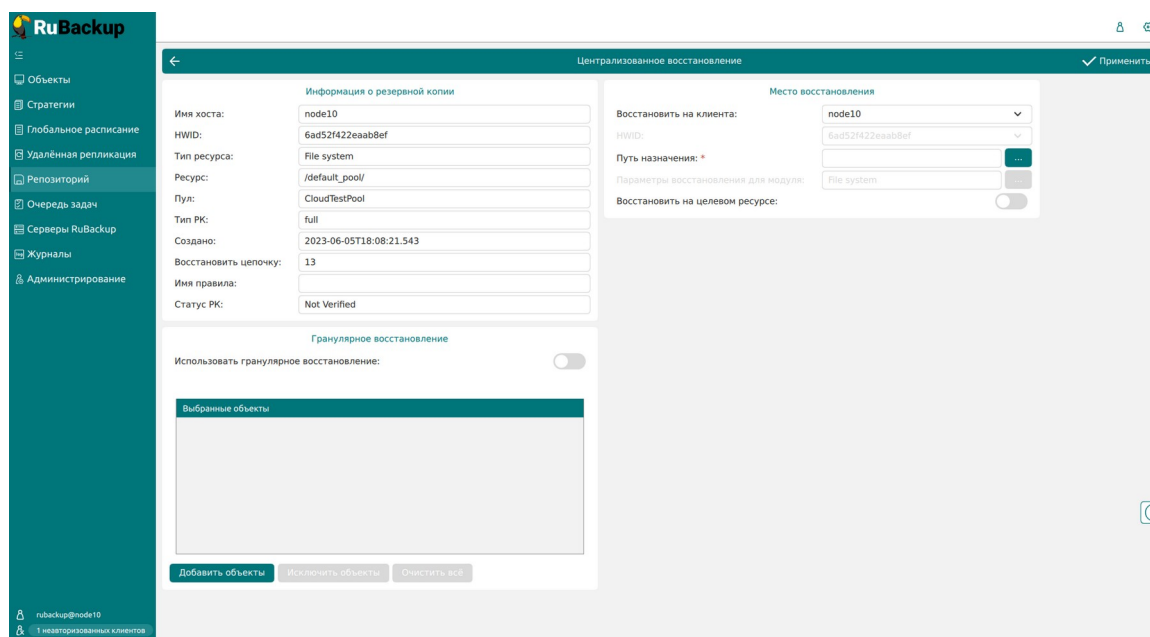 RuBackup
Объекты
Стратегии
Глобальное расписание
Удалённая репликация
Репозиторий
Очередь задач
Серверы RuBackup
Журналы
Администрирование
rubackup@node10
1 неавторизованных клиентов
Централизованное восстановление
Применить
Информация о резервной копии
Имя хоста: node10
HWID: 6ad52f422eaab8ef
Тип ресурса: File system
Ресурс: /default_pool/
Пул: CloudTestPool
Тип РК: full
Создано: 2023-06-05T18:08:21.543
Восстановить цепочку: 13
Имя правила:
Статус РК: Not Verified
Гранулярное восстановление
Использовать гранулярное восстановление:
Выбранные объекты
Добавить объекты Исключить объекты Очистить всё
Место восстановления
Восстановить на клиента: node10
HWID: 6ad52f422eaab8ef
Путь назначения: * ...
Параметры восстановления для модуля: File system ...
Восстановить на целевом ресурсе: